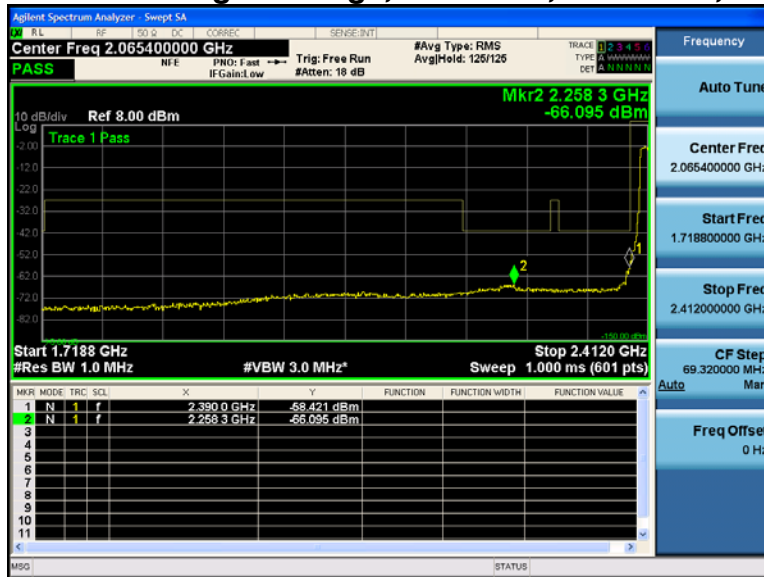 Agilent Spectrum Analyzer - Swept SA
RL RF 50 Ω DC CORREC SENSE:INT
Center Freq 2.065400000 GHz
PASS
NFE PNO: Fast
IFGain:Low
Trig: Free Run
#Atten: 18 dB
#Avg Type: RMS
Avg|Hold: 125/125
TRACE 1 2 3 4 5 6
TYPE A WWWWW
DET A N N N N N
Mkr2 2.258 3 GHz
-66.095 dBm
10 dB/div Ref 8.00 dBm
Log
Trace 1 Pass
-2.00
-12.0
-22.0
-32.0
-42.0
-52.0
-62.0
-72.0
-82.0
1
2
-150.00 dBm
Start 1.7188 GHz Stop 2.4120 GHz
#Res BW 1.0 MHz #VBW 3.0 MHz* Sweep 1.000 ms (601 pts)
MKR MODE TRC SCL X Y FUNCTION FUNCTION WIDTH FUNCTION VALUE
1 N 1 f 2.390 0 GHz -58.421 dBm
2 N 1 f 2.258 3 GHz -66.095 dBm
3
4
5
6
7
8
9
10
11
MSG STATUS
Frequency
Auto Tune
Center Freq
2.065400000 GHz
Start Freq
1.718800000 GHz
Stop Freq
2.412000000 GHz
CF Step
69.320000 MHz
Auto Man
Freq Offset
0 Hz